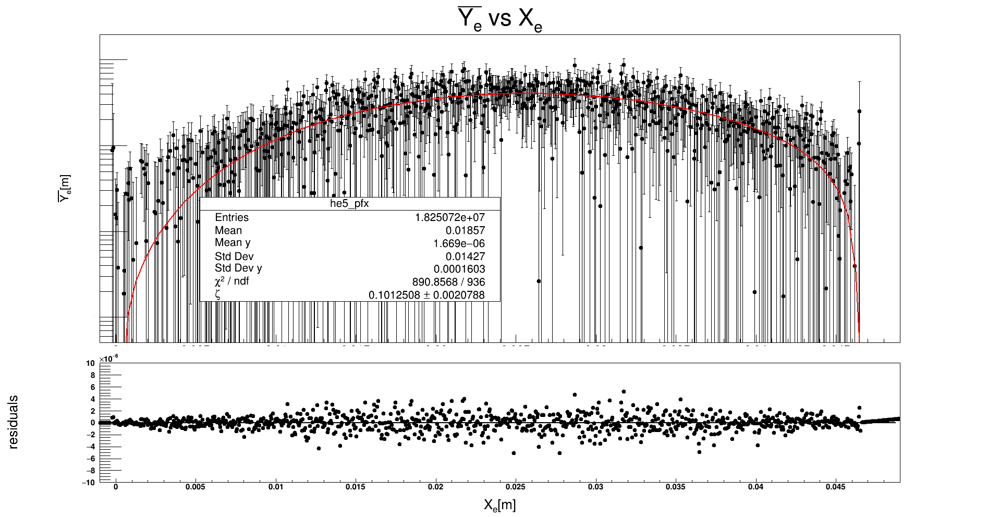 Y̅e vs Xe
Y̅e[m]
he5_pfx
Entries 1.825072e+07
Mean 0.01857
Mean y 1.669e−06
Std Dev 0.01427
Std Dev y 0.0001603
χ² / ndf 890.8568 / 936
ζ 0.1012508 ± 0.0020788
×10⁻⁶
10
8
6
4
2
0
−2
−4
−6
−8
−10
residuals
0 0.005 0.01 0.015 0.02 0.025 0.03 0.035 0.04 0.045
Xe[m]